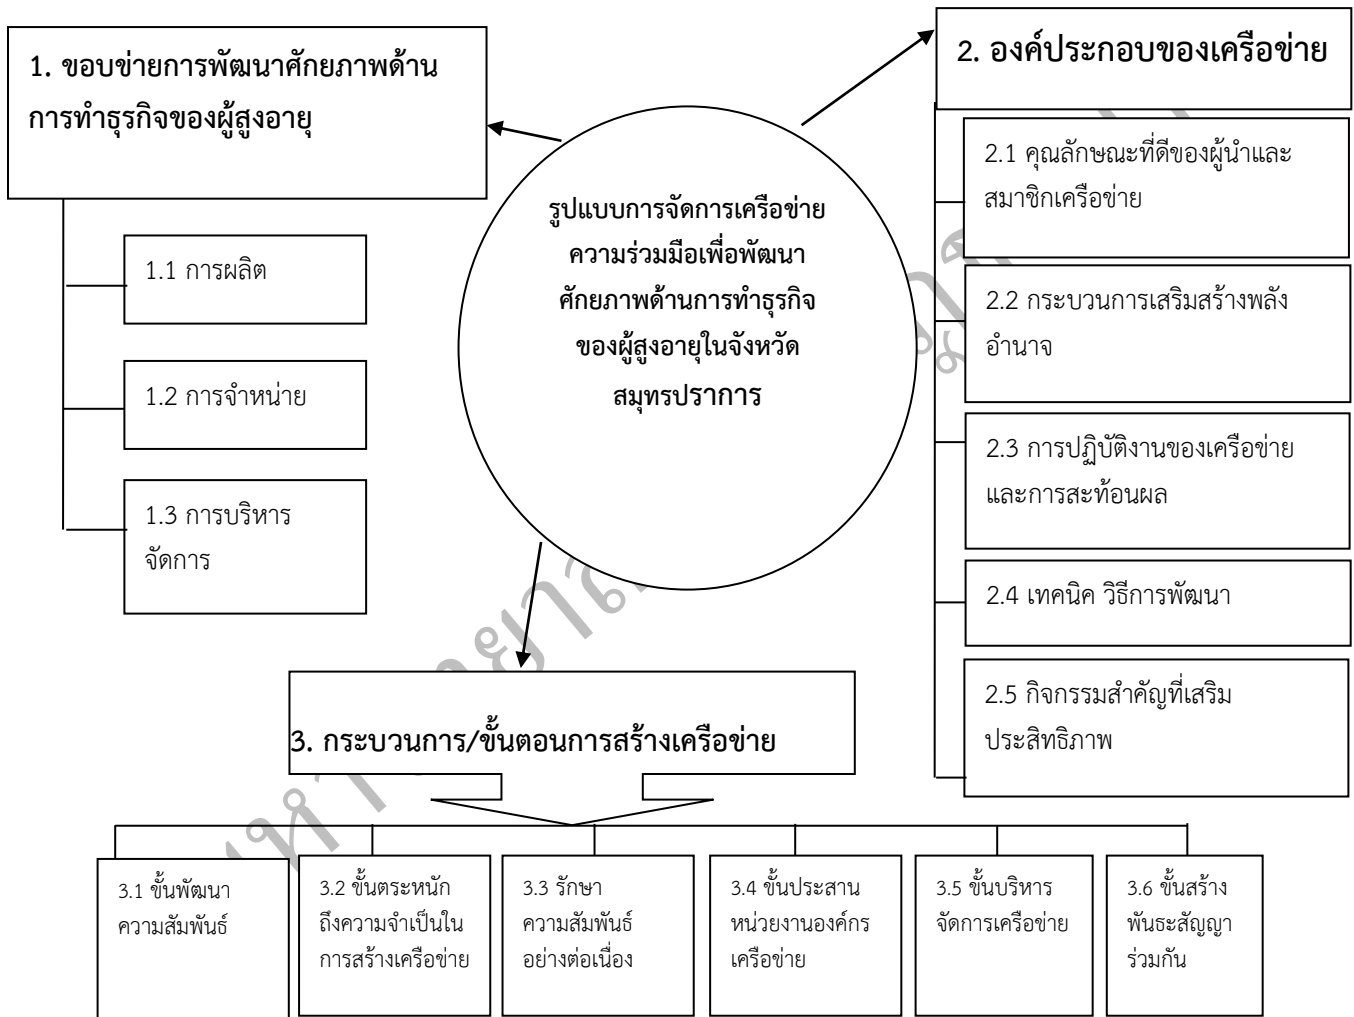 1. ขอบข่ายการพัฒนาศักยภาพด้าน
การทำธุรกิจของผู้สูงอายุ
1.1 การผลิต
1.2 การจำหน่าย
1.3 การบริหาร
จัดการ
รูปแบบการจัดการเครือข่าย
ความร่วมมือเพื่อพัฒนา
ศักยภาพด้านการทำธุรกิจ
ของผู้สูงอายุในจังหวัด
สมุทรปราการ
2. องค์ประกอบของเครือข่าย
2.1 คุณลักษณะที่ดีของผู้นำและ
สมาชิกเครือข่าย
2.2 กระบวนการเสริมสร้างพลัง
อำนาจ
2.3 การปฏิบัติงานของเครือข่าย
และการสะท้อนผล
2.4 เทคนิค วิธีการพัฒนา
2.5 กิจกรรมสำคัญที่เสริม
ประสิทธิภาพ
3. กระบวนการ/ขั้นตอนการสร้างเครือข่าย
3.1 ขั้นพัฒนา
ความสัมพันธ์
3.2 ขั้นตระหนัก
ถึงความจำเป็นใน
การสร้างเครือข่าย
3.3 รักษา
ความสัมพันธ์
อย่างต่อเนื่อง
3.4 ขั้นประสาน
หน่วยงานองค์กร
เครือข่าย
3.5 ขั้นบริหาร
จัดการเครือข่าย
3.6 ขั้นสร้าง
พันธะสัญญา
ร่วมกัน